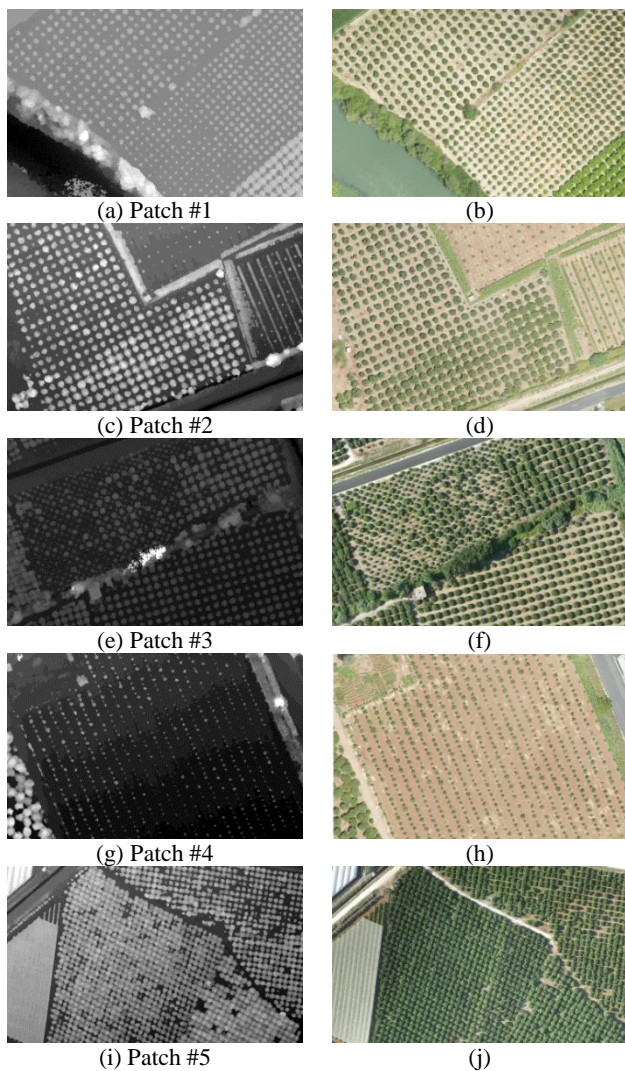 (a) Patch #1 (b)
(c) Patch #2 (d)
(e) Patch #3 (f)
(g) Patch #4 (h)
(i) Patch #5 (j)